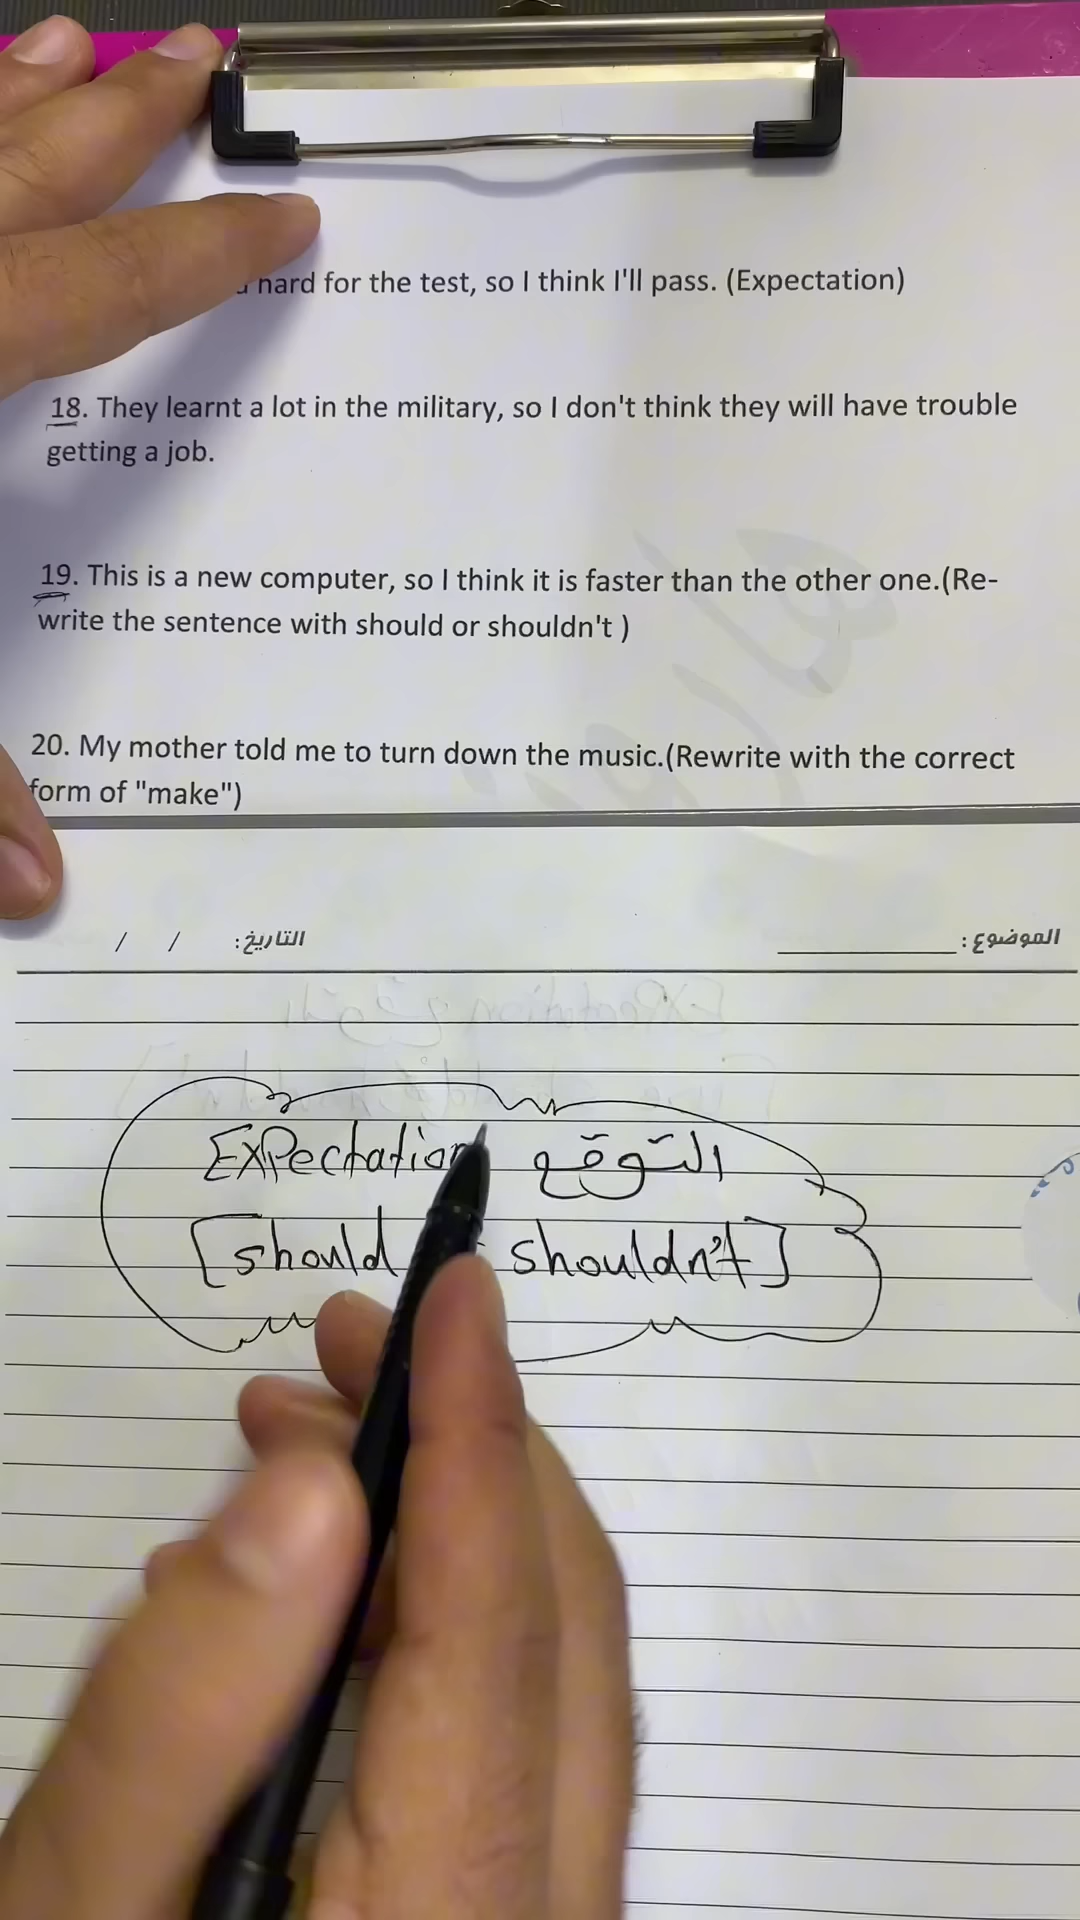 hard for the test, so I think I'll pass. (Expectation)
18. They learnt a lot in the military, so I don't think they will have trouble
getting a job.
19. This is a new computer, so I think it is faster than the other one.(Re-
write the sentence with should or shouldn't )
20. My mother told me to turn down the music.(Rewrite with the correct
form of "make")
الموضوع: التاريخ: / /
Expectation التوقع
[should shouldn't]